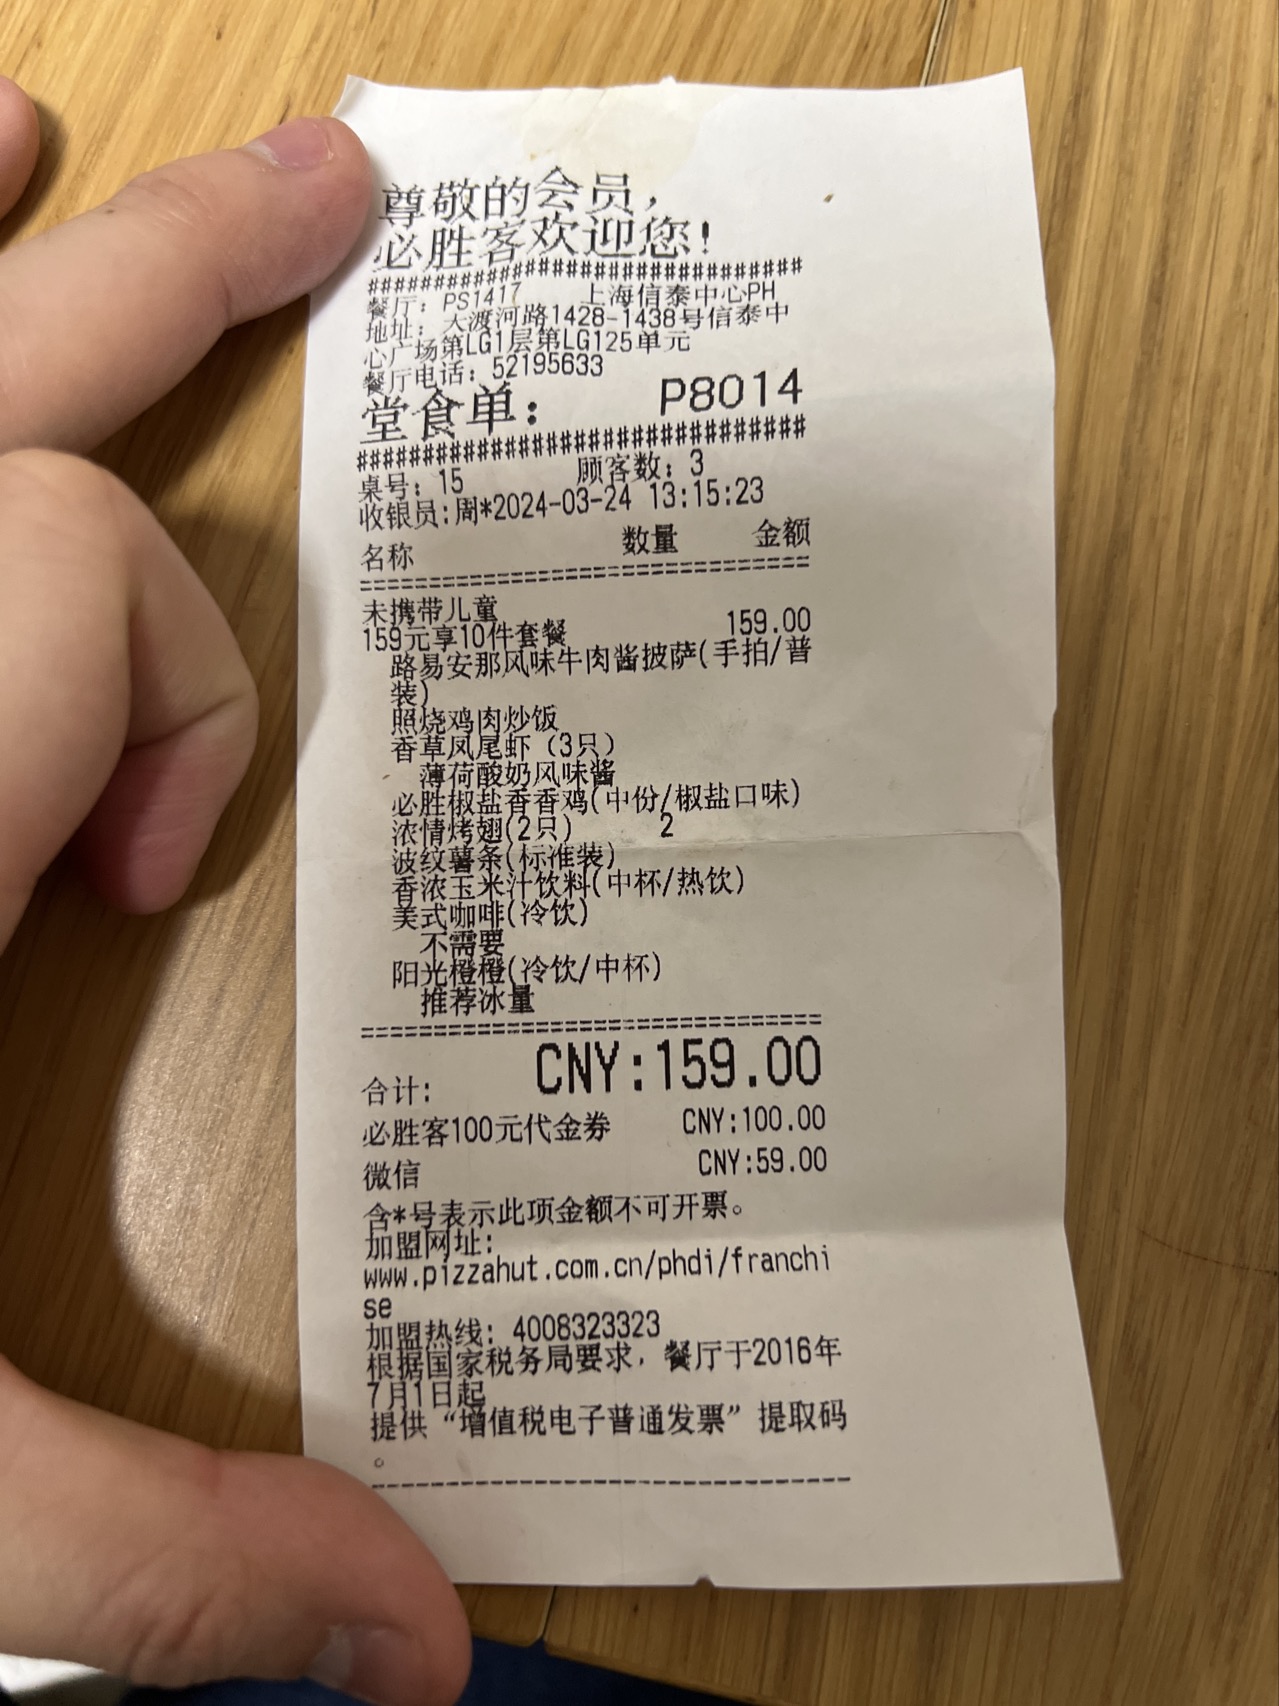 尊敬的会员，
必胜客欢迎您!
##################################
餐厅: PS1417 上海信泰中心PH
地址: 大渡河路1428-1438号信泰中
心广场第LG1层第LG125单元
餐厅电话: 52195633
堂食单: P8014
##################################
桌号: 15 顾客数: 3
收银员:周*2024-03-24 13:15:23
名称 数量 金额
================================
未携带儿童
159元享10件套餐 159.00
路易安那风味牛肉酱披萨(手拍/普
装)
照烧鸡肉炒饭
香草凤尾虾（3只）
薄荷酸奶风味酱
必胜椒盐香香鸡(中份/椒盐口味)
浓情烤翅(2只) 2
波纹薯条(标准装)
香浓玉米汁饮料(中杯/热饮)
美式咖啡(冷饮)
不需要
阳光橙橙(冷饮/中杯)
推荐冰量
================================
合计: CNY:159.00
必胜客100元代金券 CNY:100.00
微信 CNY:59.00
含*号表示此项金额不可开票。
加盟网址:
www.pizzahut.com.cn/phdi/franchi
se
加盟热线: 4008323323
根据国家税务局要求，餐厅于2016年
7月1日起
提供“增值税电子普通发票”提取码
。
--------------------------------